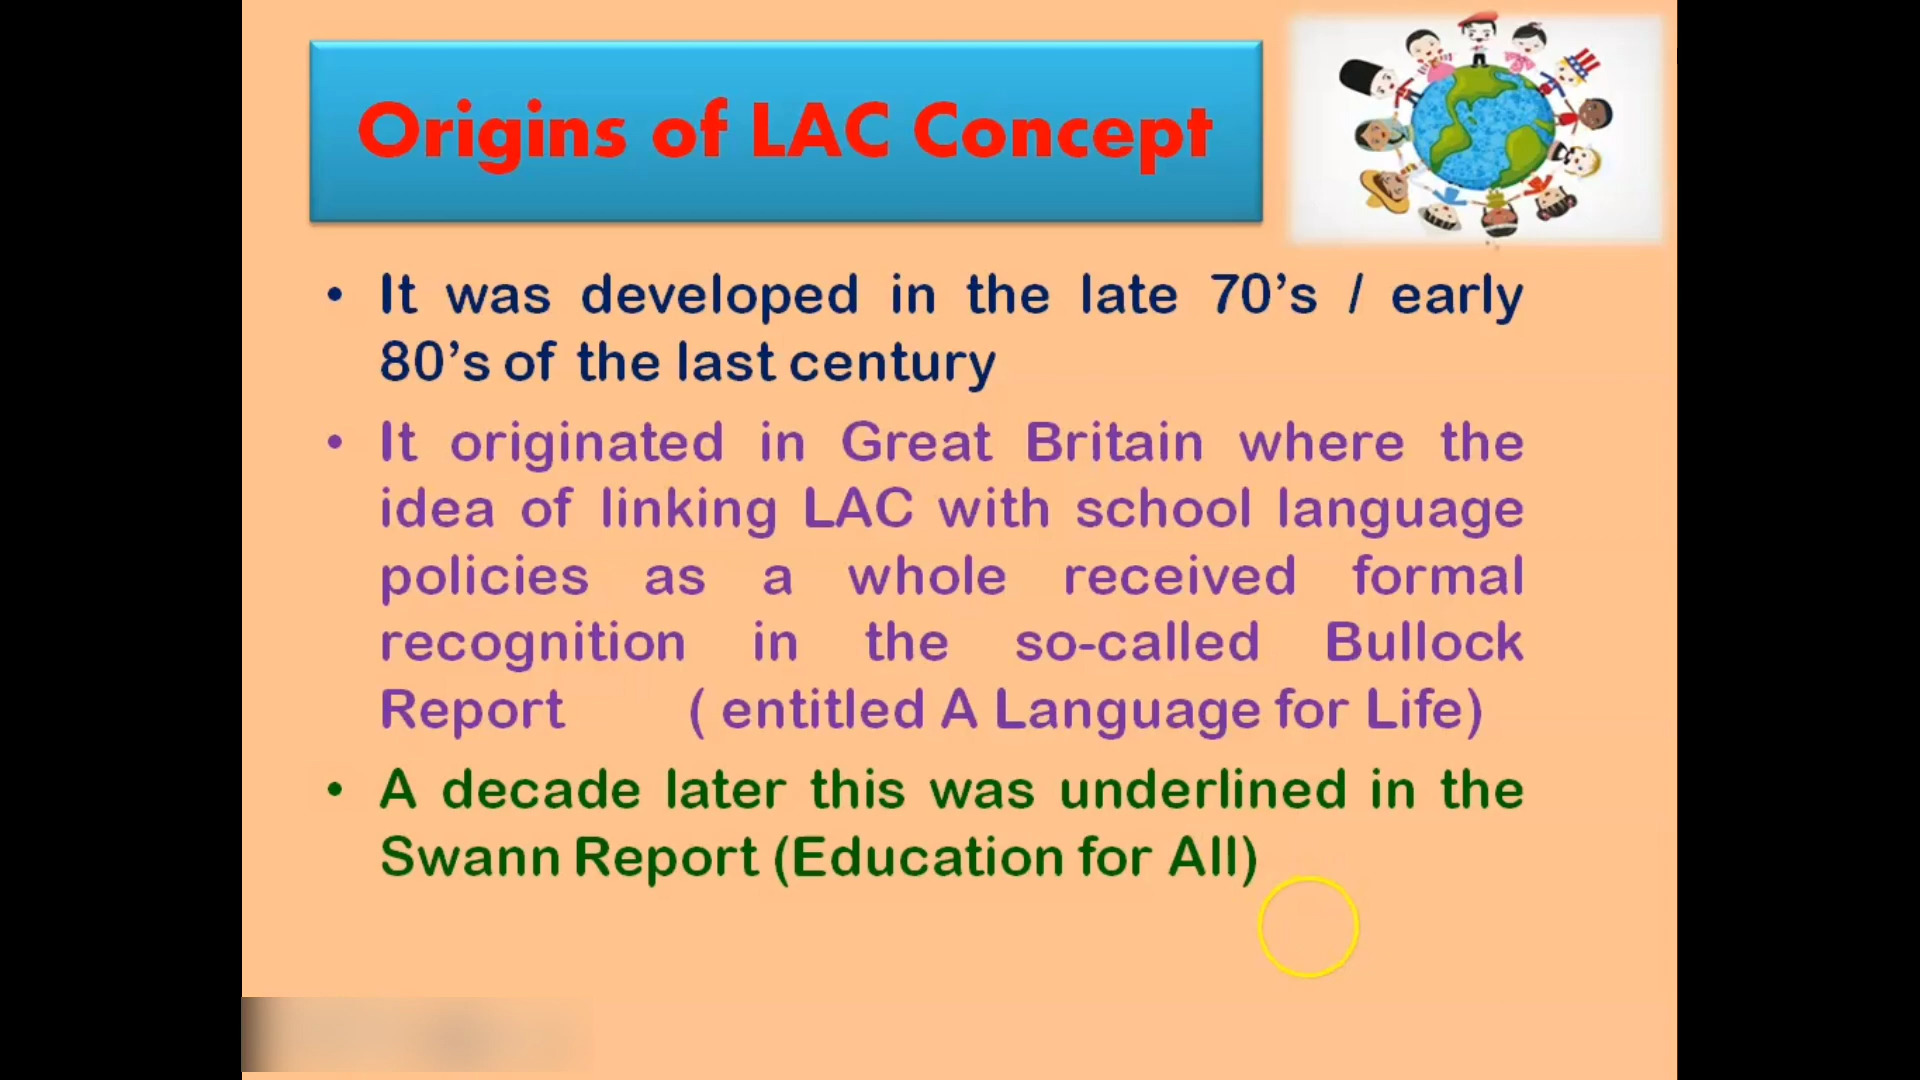 Origins of LAC Concept
• It was developed in the late 70’s / early
80’s of the last century
• It originated in Great Britain where the
idea of linking LAC with school language
policies as a whole received formal
recognition in the so-called Bullock
Report ( entitled A Language for Life)
• A decade later this was underlined in the
Swann Report (Education for All)